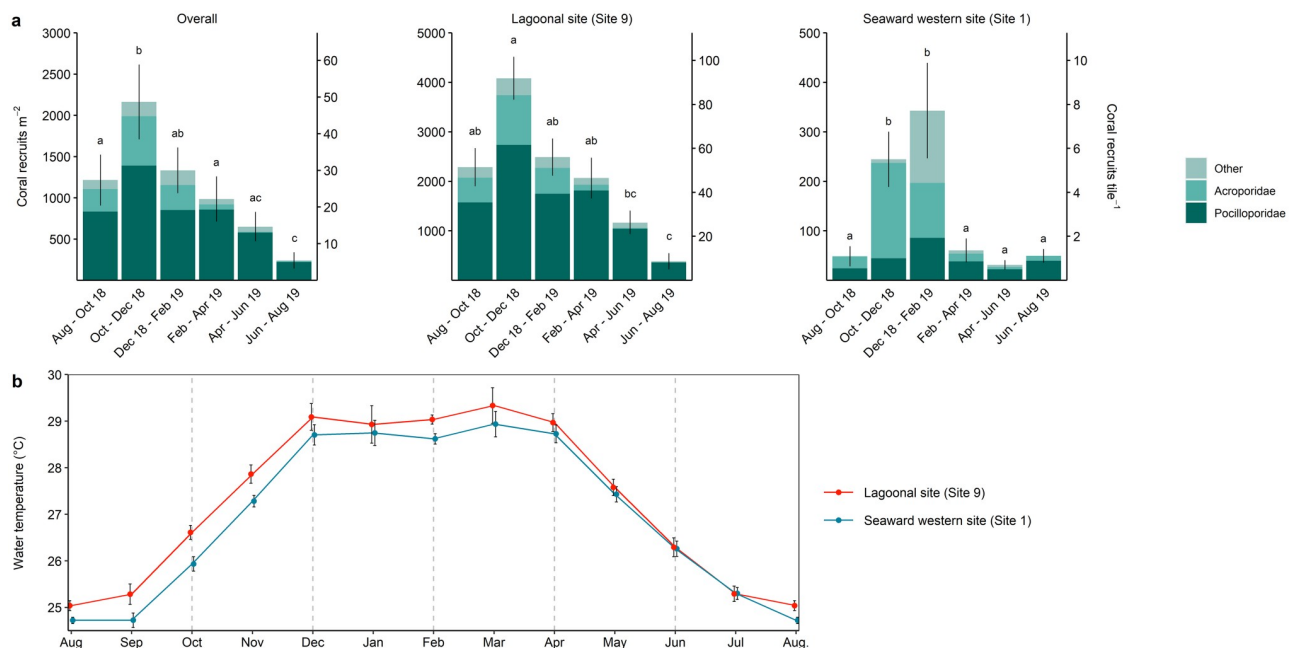 a
Overall
Lagoonal site (Site 9)
Seaward western site (Site 1)
Coral recruits m−2
3000
2500
2000
1500
1000
500
60
50
40
30
20
10
a
b
ab
a
ac
c
Aug - Oct 18
Oct - Dec 18
Dec 18 - Feb 19
Feb - Apr 19
Apr - Jun 19
Jun - Aug 19
5000
4000
3000
2000
1000
100
80
60
40
20
ab
a
ab
ab
bc
c
Aug - Oct 18
Oct - Dec 18
Dec 18 - Feb 19
Feb - Apr 19
Apr - Jun 19
Jun - Aug 19
500
400
300
200
100
10
8
6
4
2
Coral recruits tile−1
a
b
b
a
a
a
Aug - Oct 18
Oct - Dec 18
Dec 18 - Feb 19
Feb - Apr 19
Apr - Jun 19
Jun - Aug 19
Other
Acroporidae
Pocilloporidae
b
Water temperature (°C)
30
29
28
27
26
25
Aug
Sep
Oct
Nov
Dec
Jan
Feb
Mar
Apr
May
Jun
Jul
Aug.
Lagoonal site (Site 9)
Seaward western site (Site 1)